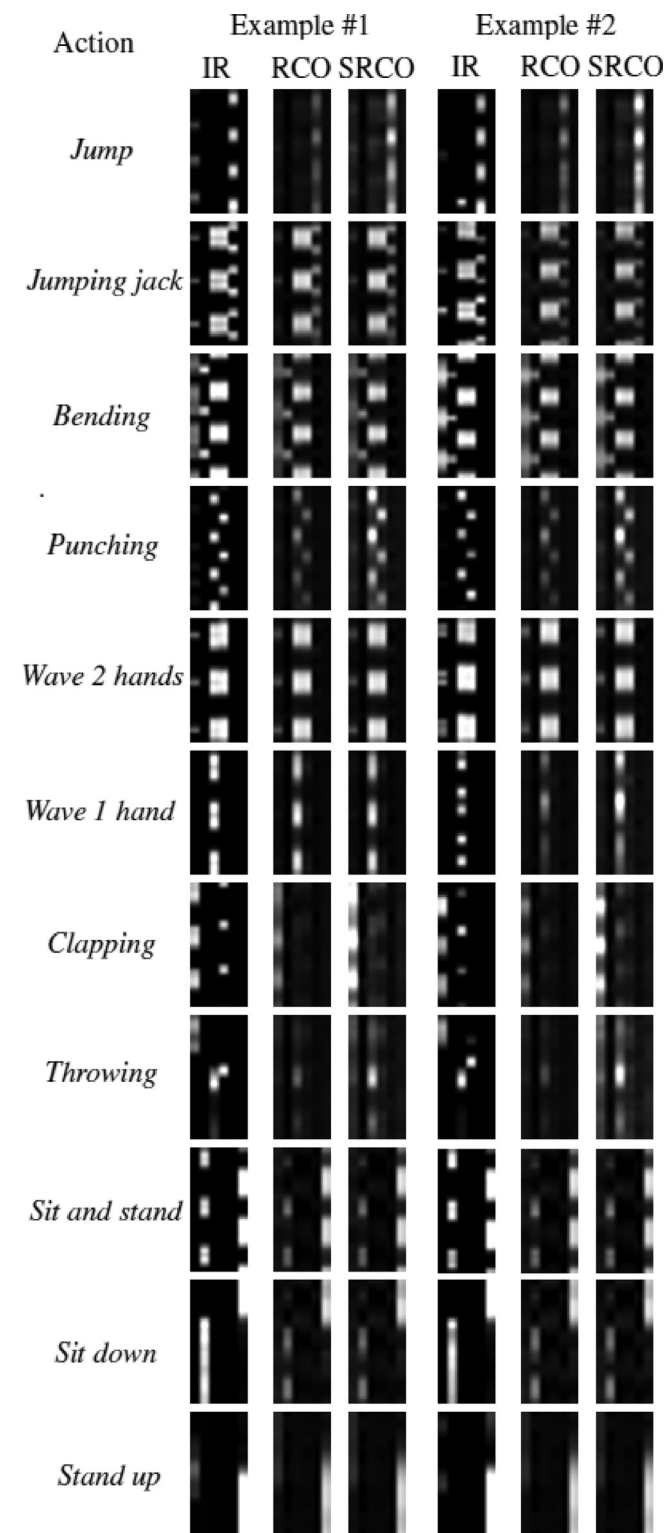 Action Example #1 Example #2
IR RCO SRCO IR RCO SRCO
Jump
Jumping jack
Bending
Punching
Wave 2 hands
Wave 1 hand
Clapping
Throwing
Sit and stand
Sit down
Stand up